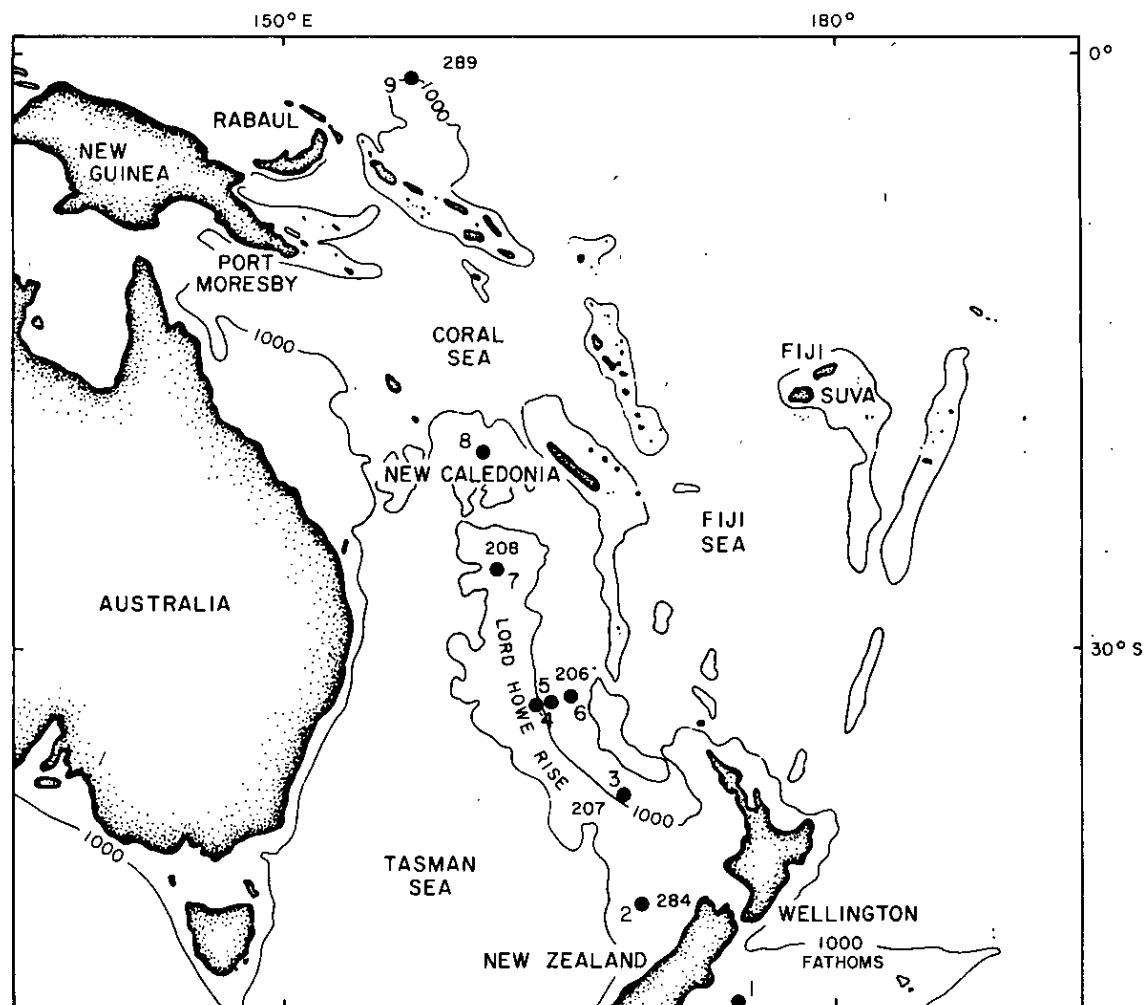 150°E
180°
0°
289
9
1000
RABAUL
NEW
GUINEA
PORT
MORESBY
1000
CORAL
SEA
FIJI
SUVA
8
NEW CALEDONIA
FIJI
SEA
208
7
AUSTRALIA
30°S
LORD HOWE RISE
5
206
4
6
3
207
1000
1000
TASMAN
SEA
2
284
WELLINGTON
NEW ZEALAND
1000
FATHOMS
1